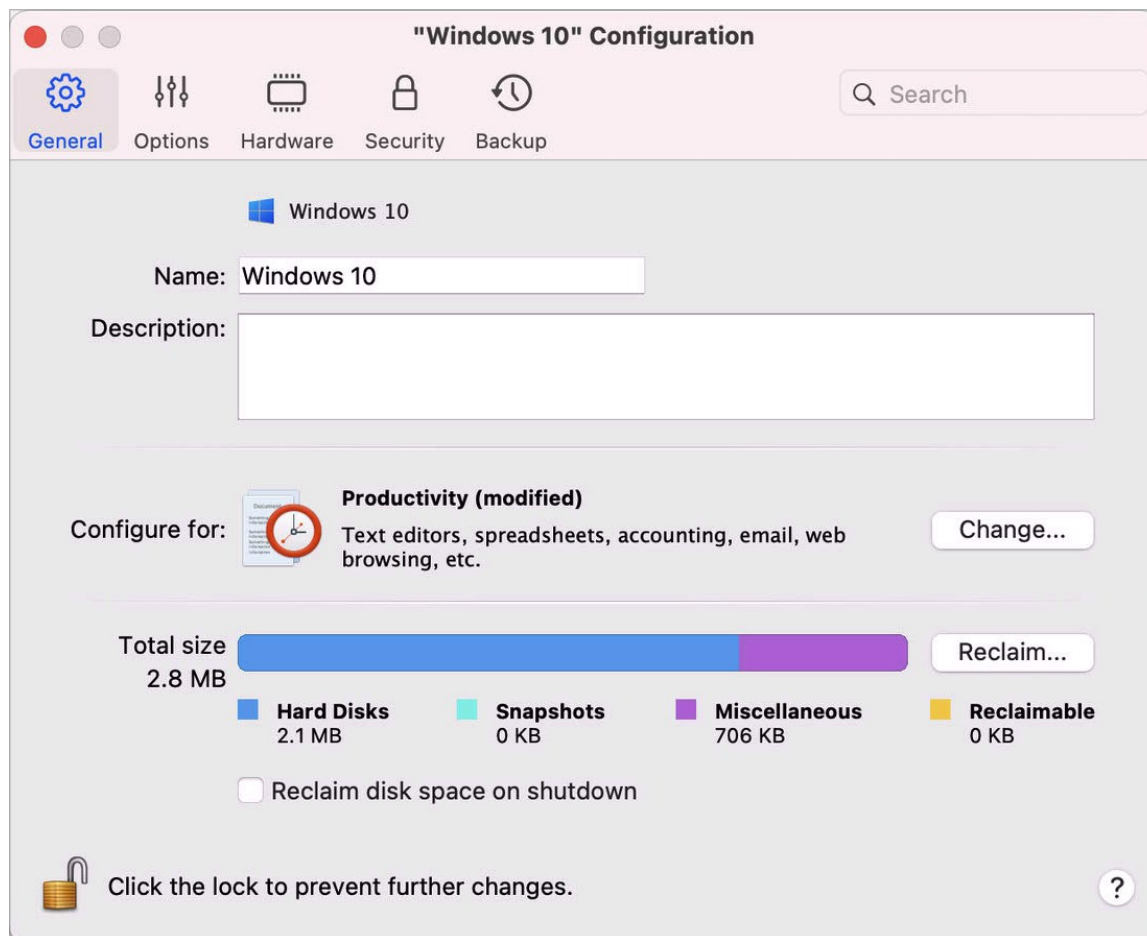 "Windows 10" Configuration
General
Options
Hardware
Security
Backup
Search
Windows 10
Name: Windows 10
Description:
Configure for:
Productivity (modified)
Text editors, spreadsheets, accounting, email, web
browsing, etc.
Change...
Total size
2.8 MB
Reclaim...
Hard Disks
2.1 MB
Snapshots
0 KB
Miscellaneous
706 KB
Reclaimable
0 KB
Reclaim disk space on shutdown
Click the lock to prevent further changes.
?